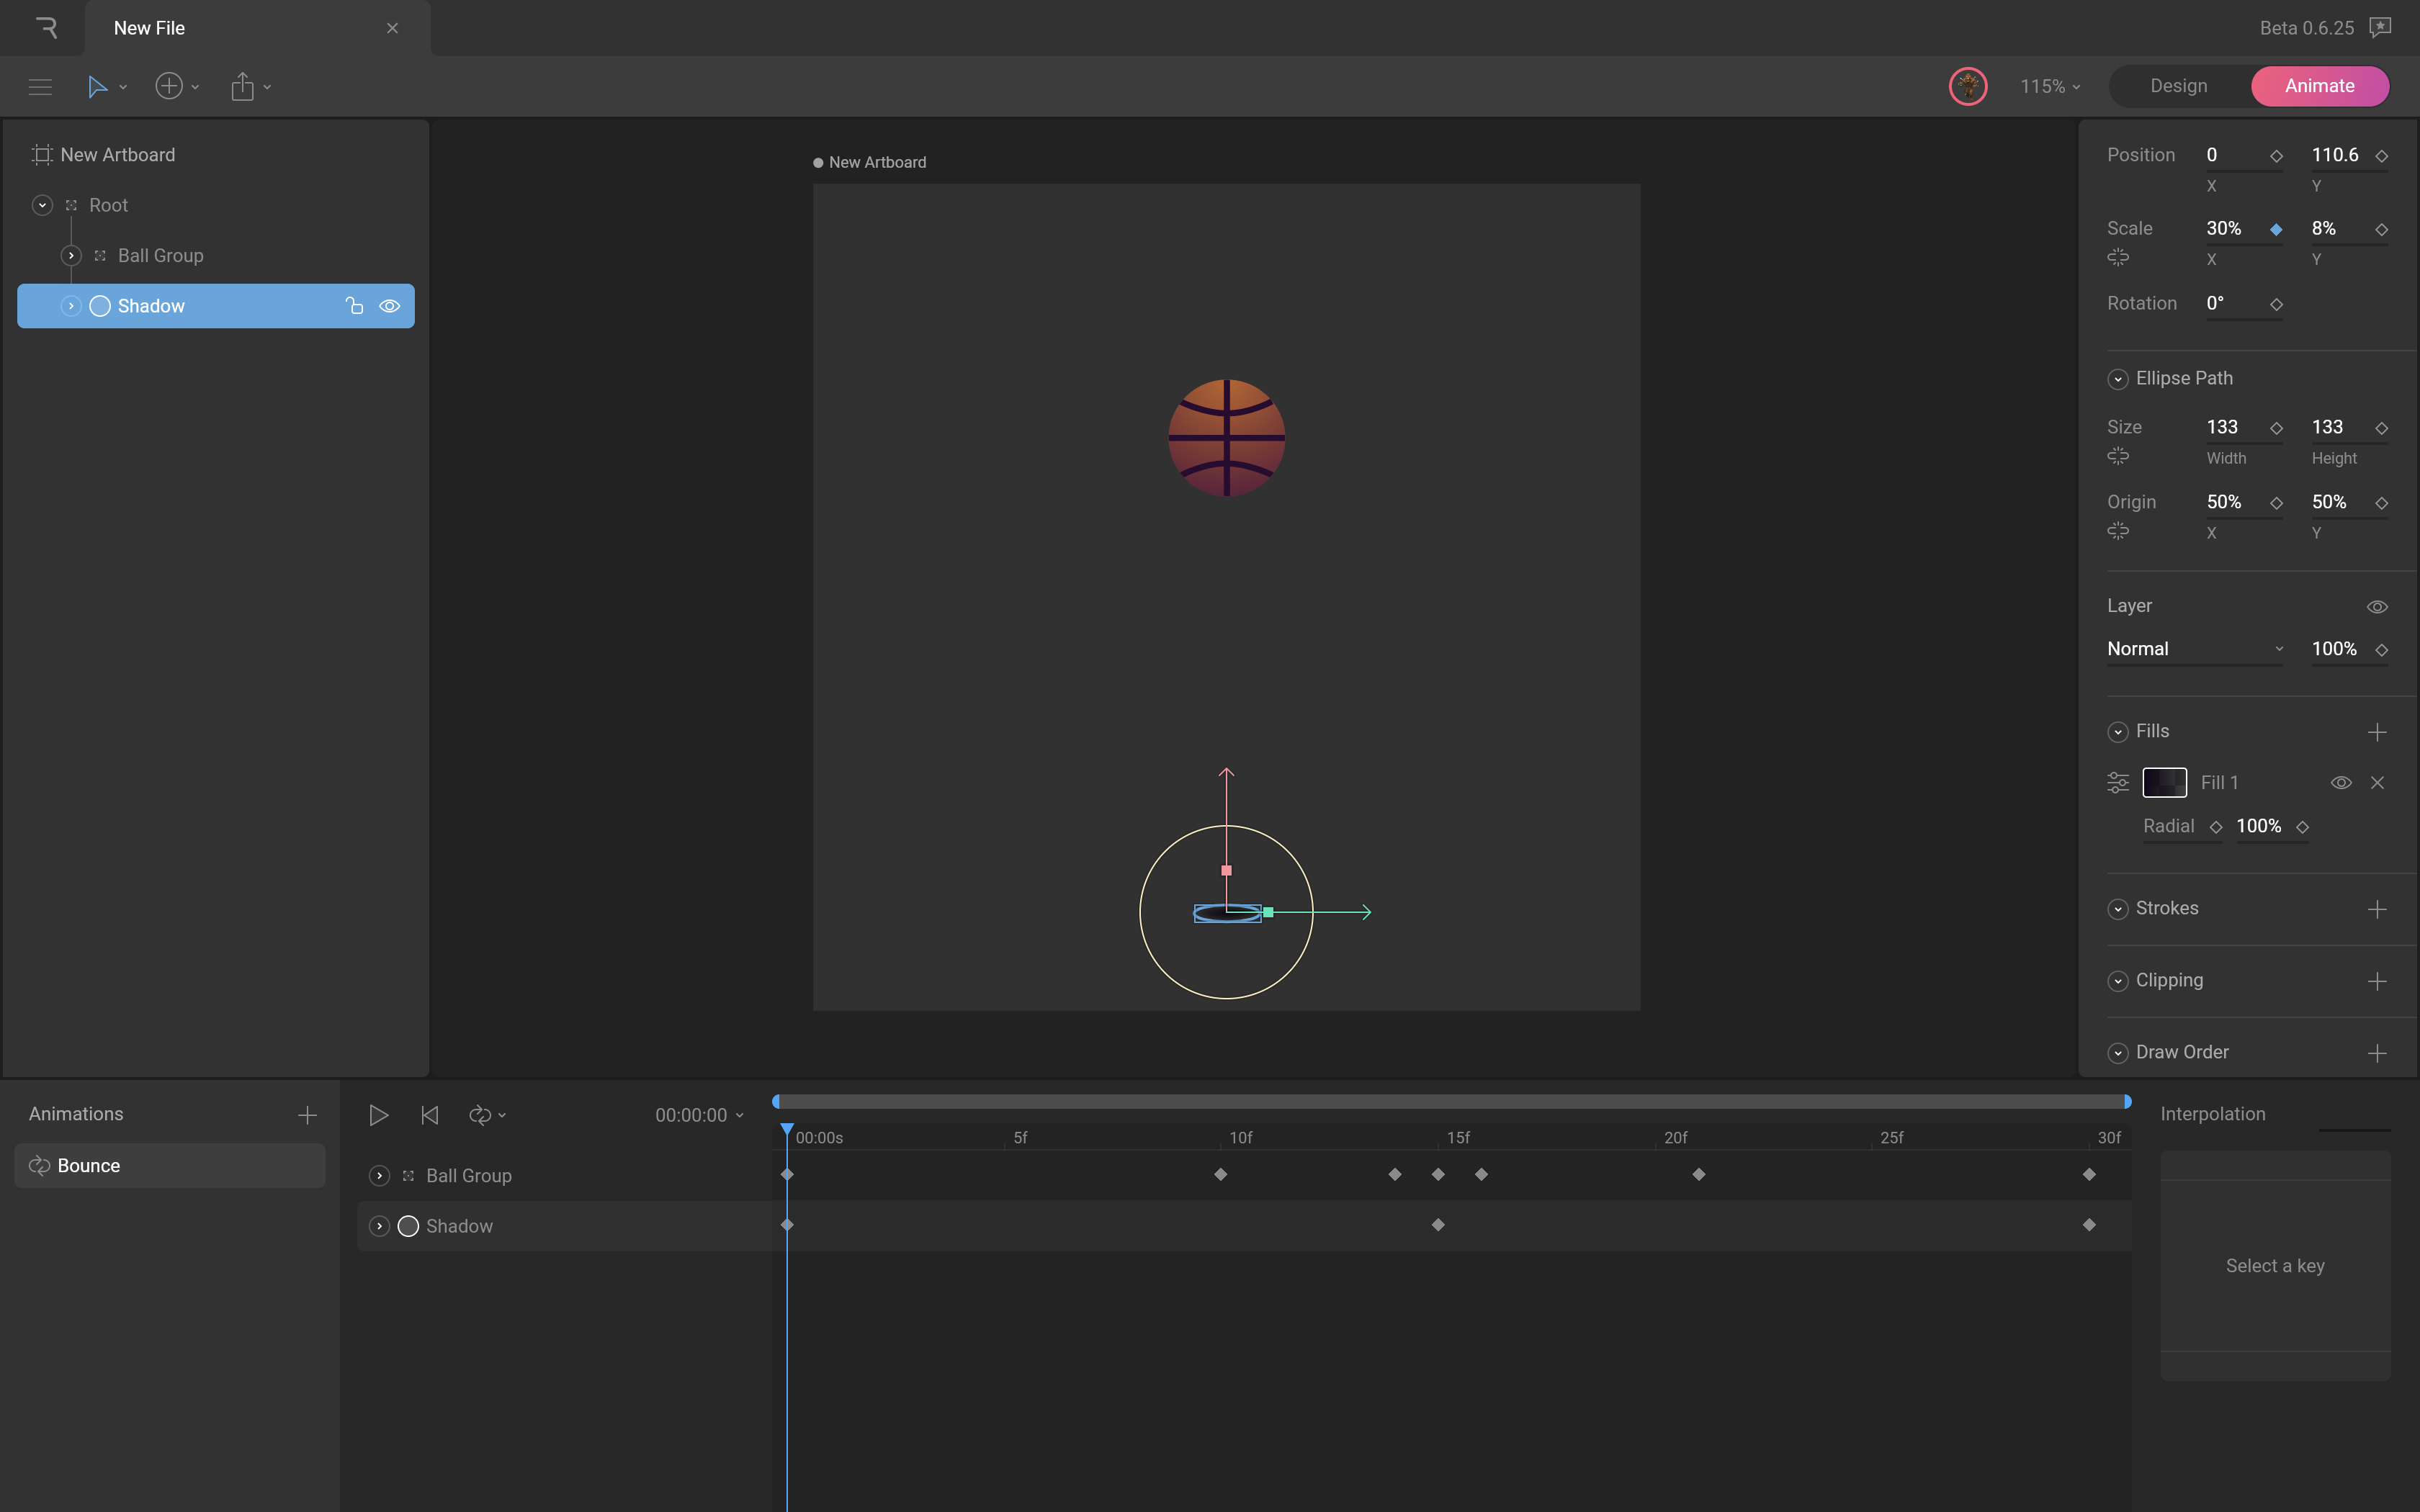 New File
Beta 0.6.25
115%
Design
Animate
New Artboard
Root
Ball Group
Shadow
New Artboard
Position 0 110.6
X Y
Scale 30% 8%
X Y
Rotation 0°
Ellipse Path
Size 133 133
Width Height
Origin 50% 50%
X Y
Layer
Normal 100%
Fills
Fill 1
Radial 100%
Strokes
Clipping
Draw Order
Animations
Bounce
00:00:00
00:00s 5f 10f 15f 20f 25f 30f
Ball Group
Shadow
Interpolation
Select a key